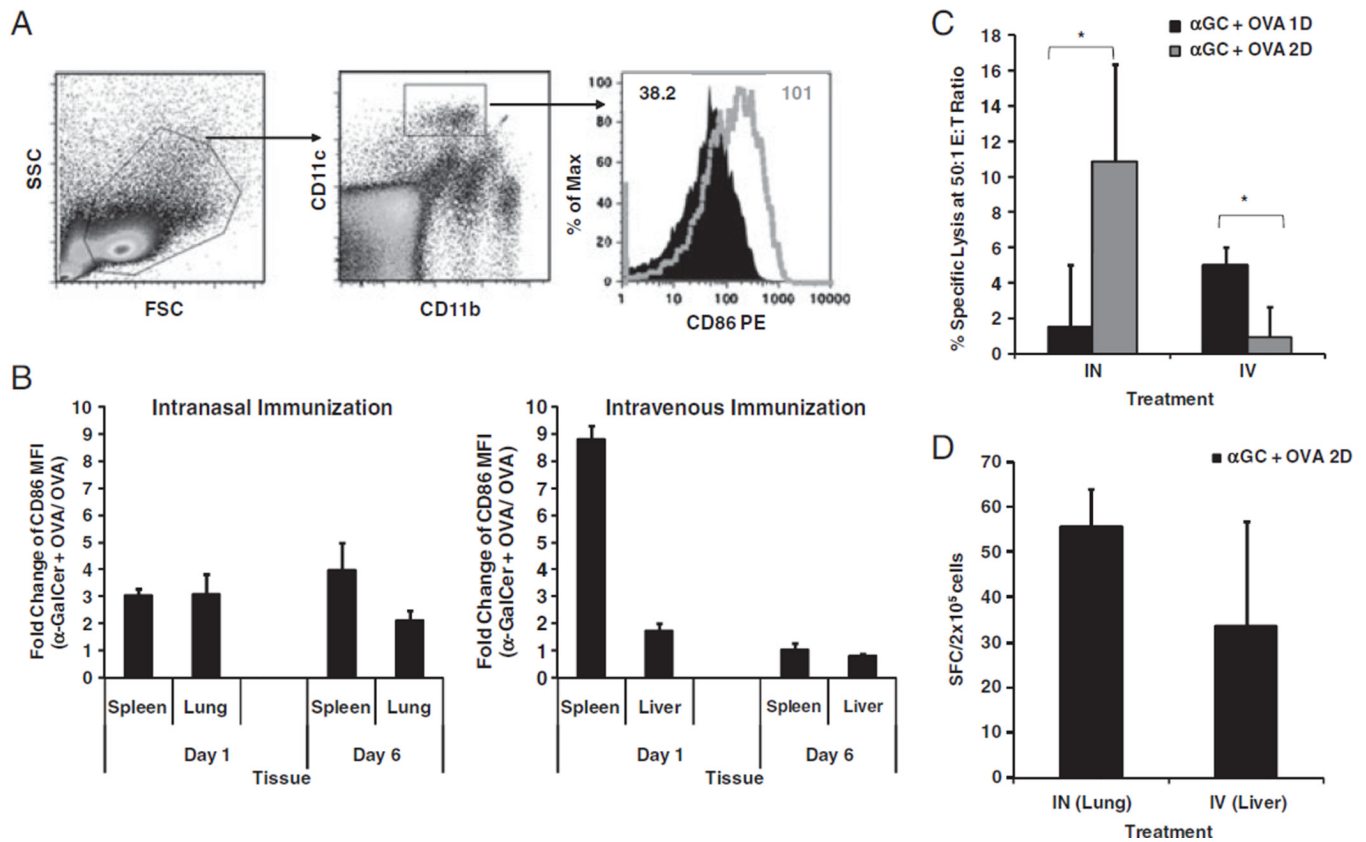 A
SSC
FSC
CD11c
CD11b
100
80
60
40
20
0
% of Max
38.2
101
1
10
100
1000
10000
CD86 PE
B
Intranasal Immunization
Fold Change of CD86 MFI
(α-GalCer + OVA/ OVA)
10
9
8
7
6
5
4
3
2
1
0
Spleen Lung Spleen Lung
Day 1 Day 6
Tissue
Intravenous Immunization
Fold Change of CD86 MFI
(α-GalCer + OVA/ OVA)
10
9
8
7
6
5
4
3
2
1
0
Spleen Liver Spleen Liver
Day 1 Day 6
Tissue
C
αGC + OVA 1D
αGC + OVA 2D
% Specific Lysis at 50:1 E:T Ratio
18
16
14
12
10
8
6
4
2
0
*
*
IN IV
Treatment
D
αGC + OVA 2D
SFC/2x10⁵ cells
70
60
50
40
30
20
10
0
IN (Lung) IV (Liver)
Treatment